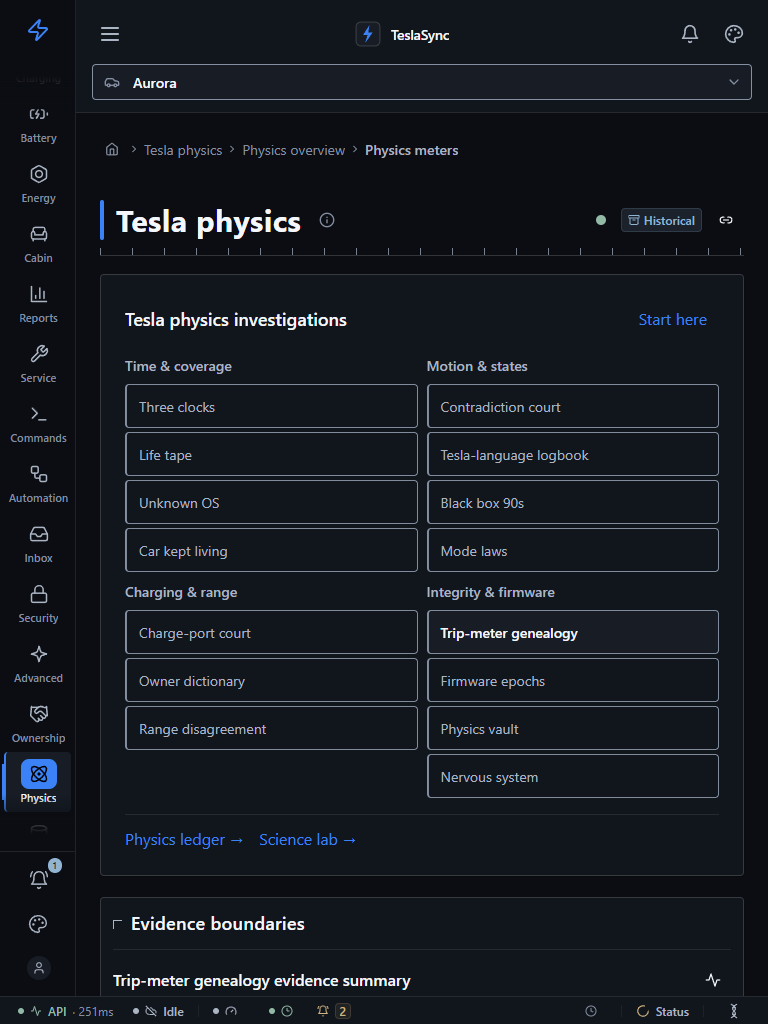 TeslaSync
Aurora
Battery
Energy
Cabin
Reports
Service
Commands
Automation
Inbox
Security
Advanced
Ownership
Physics
1
Tesla physics > Physics overview > Physics meters
Tesla physics
Historical
Tesla physics investigations
Start here
Time & coverage
Three clocks
Life tape
Unknown OS
Car kept living
Motion & states
Contradiction court
Tesla-language logbook
Black box 90s
Mode laws
Charging & range
Charge-port court
Owner dictionary
Range disagreement
Integrity & firmware
Trip-meter genealogy
Firmware epochs
Physics vault
Nervous system
Physics ledger →
Science lab →
Evidence boundaries
Trip-meter genealogy evidence summary
API · 251ms
Idle
2
Status